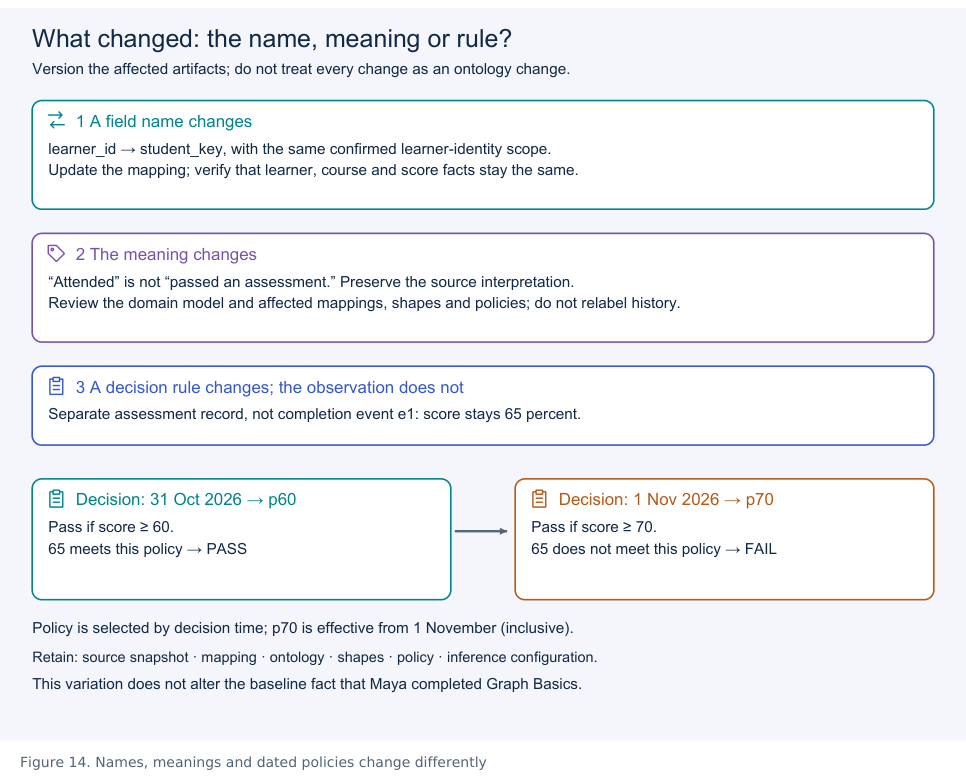 What changed: the name, meaning or rule?
Version the affected artifacts; do not treat every change as an ontology change.
1 A field name changes
learner_id → student_key, with the same confirmed learner-identity scope.
Update the mapping; verify that learner, course and score facts stay the same.
2 The meaning changes
“Attended” is not “passed an assessment.” Preserve the source interpretation.
Review the domain model and affected mappings, shapes and policies; do not relabel history.
3 A decision rule changes; the observation does not
Separate assessment record, not completion event e1: score stays 65 percent.
Decision: 31 Oct 2026 → p60
Pass if score ≥ 60.
65 meets this policy → PASS
Decision: 1 Nov 2026 → p70
Pass if score ≥ 70.
65 does not meet this policy → FAIL
Policy is selected by decision time; p70 is effective from 1 November (inclusive).
Retain: source snapshot · mapping · ontology · shapes · policy · inference configuration.
This variation does not alter the baseline fact that Maya completed Graph Basics.
Figure 14. Names, meanings and dated policies change differently